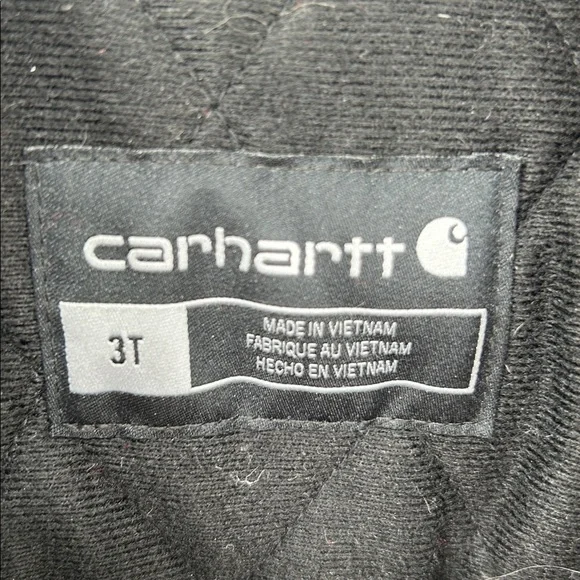 carhartt
3T
MADE IN VIETNAM
FABRIQUE AU VIETNAM
HECHO EN VIETNAM